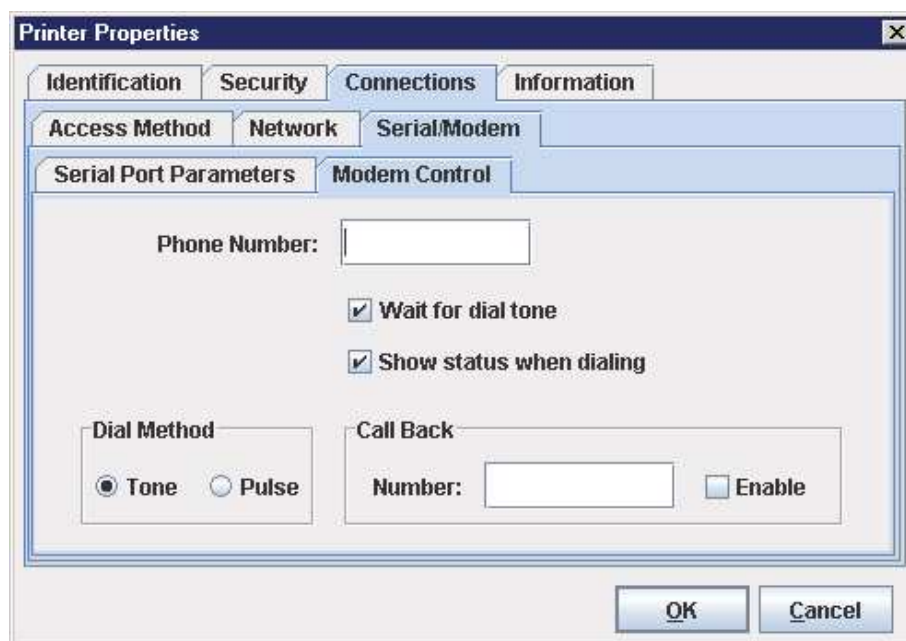 Printer Properties
Identification Security Connections Information
Access Method Network Serial/Modem
Serial Port Parameters Modem Control
Phone Number:
Wait for dial tone
Show status when dialing
Dial Method Call Back
Tone Pulse Number: Enable
OK Cancel